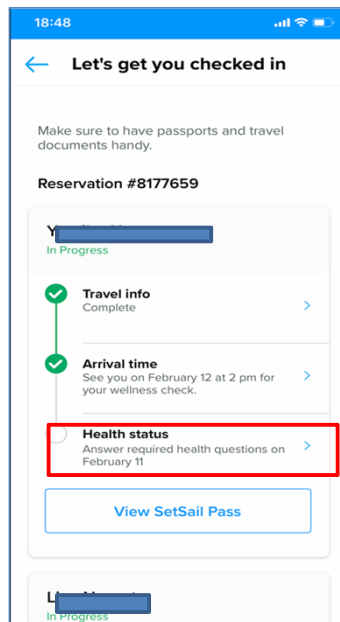 18:48
Let's get you checked in
Make sure to have passports and travel
documents handy.
Reservation #8177659
In Progress
Travel info
Complete
Arrival time
See you on February 12 at 2 pm for
your wellness check.
Health status
Answer required health questions on
February 11
View SetSail Pass
In Progress